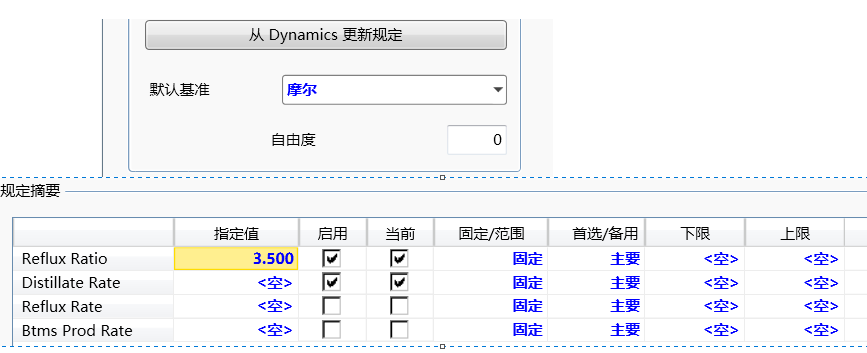 从 Dynamics 更新规定
默认基准 摩尔
自由度 0
规定摘要
指定值 启用 当前 固定/范围 首选/备用 下限 上限
Reflux Ratio 3.500 固定 主要 <空> <空>
Distillate Rate <空> 固定 主要 <空> <空>
Reflux Rate <空> 固定 主要 <空> <空>
Btms Prod Rate <空> 固定 主要 <空> <空>